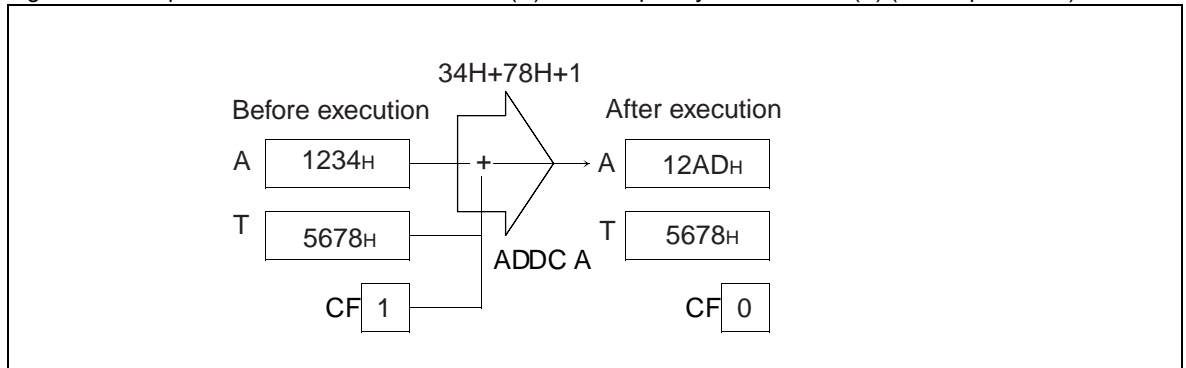 34H+78H+1
Before execution After execution
A 1234H + A 12ADH
T 5678H T 5678H
ADDC A
CF 1 CF 0